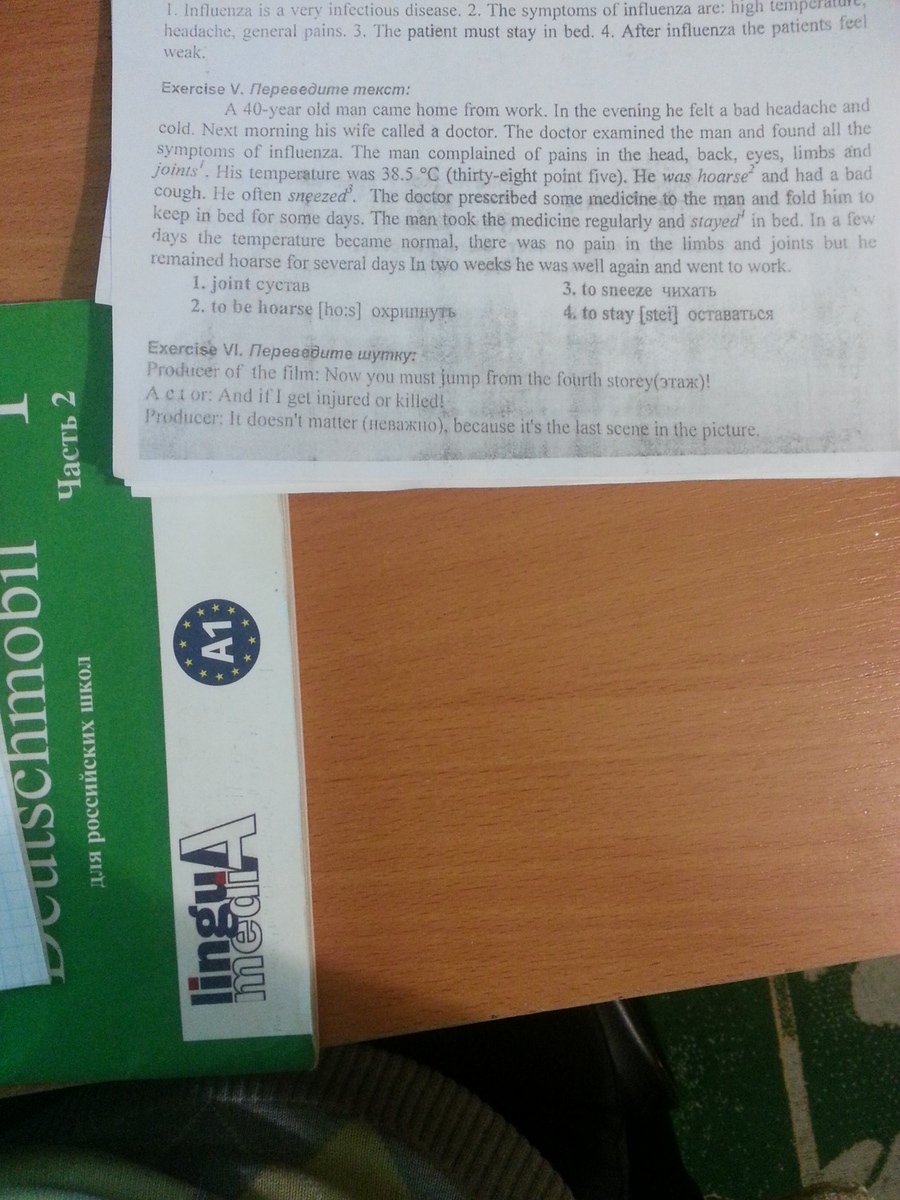 1. Influenza is a very infectious disease. 2. The symptoms of influenza are: high temperature,
headache, general pains. 3. The patient must stay in bed. 4. After influenza the patients feel
weak.
Exercise V. Переведите текст:
A 40-year old man came home from work. In the evening he felt a bad headache and
cold. Next morning his wife called a doctor. The doctor examined the man and found all the
symptoms of influenza. The man complained of pains in the head, back, eyes, limbs and
joints¹. His temperature was 38.5 °C (thirty-eight point five). He was hoarse² and had a bad
cough. He often sneezed³. The doctor prescribed some medicine to the man and fold him to
keep in bed for some days. The man took the medicine regularly and stayed⁴ in bed. In a few
days the temperature became normal, there was no pain in the limbs and joints but he
remained hoarse for several days In two weeks he was well again and went to work.
1. joint сустав
2. to be hoarse [ho:s] охрипнуть
3. to sneeze чихать
4. to stay [stei] оставаться
Exercise VI. Переведите шутку:
Producer of the film: Now you must jump from the fourth storey(этаж)!
A c t or: And if I get injured or killed!
Producer: It doesn't matter (неважно), because it's the last scene in the picture.
Deutschmobil 1
Часть 2
для российских школ
A1
lingua
mediA